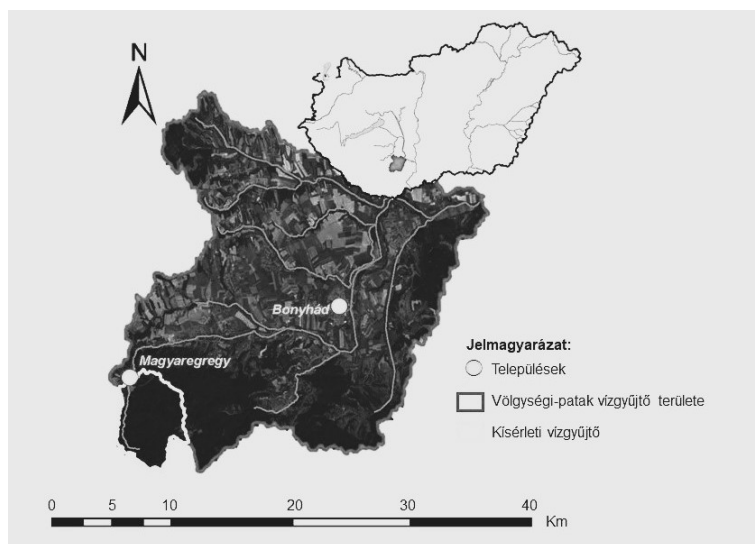 N
Bonyhád
Magyaregregy
Jelmagyarázat:
Települések
Völgységi-patak vízgyűjtő területe
Kísérleti vízgyűjtő
0 5 10 20 30 40
Km